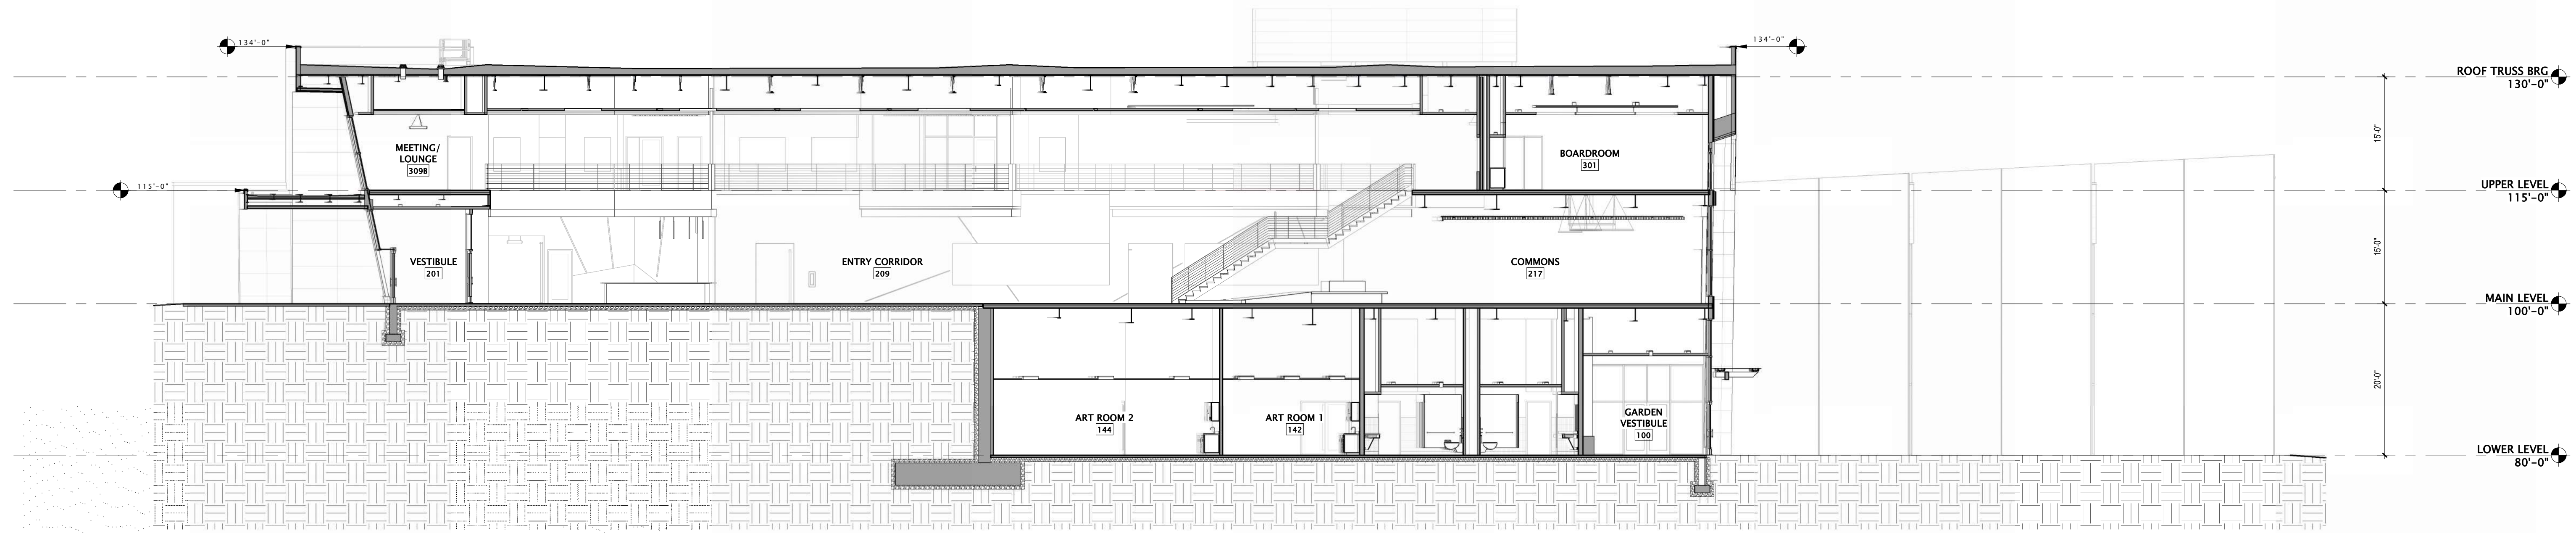 134'-0"
134'-0"
ROOF TRUSS BRG
130'-0"
15'-0"
MEETING/
LOUNGE
309B
BOARDROOM
301
115'-0"
UPPER LEVEL
115'-0"
15'-0"
VESTIBULE
201
ENTRY CORRIDOR
209
COMMONS
217
MAIN LEVEL
100'-0"
20'-0"
ART ROOM 2
144
ART ROOM 1
142
GARDEN
VESTIBULE
100
LOWER LEVEL
80'-0"